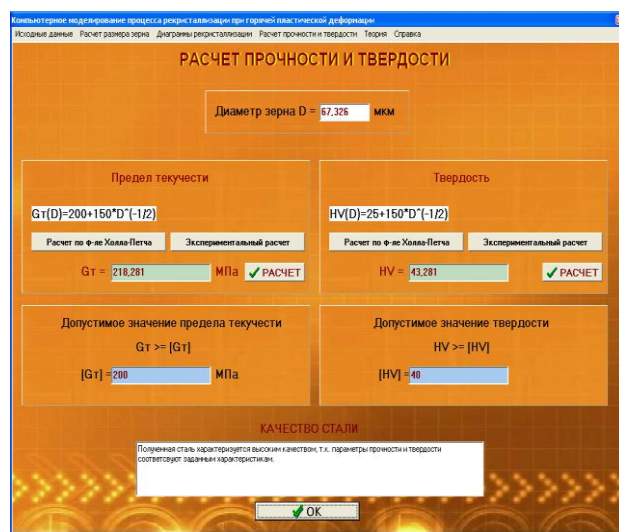 Компьютерное моделирование процесса рекристаллизации при горячей пластической деформации
Исходные данные Расчет размера зерна Диаграммы рекристаллизации Расчет прочности и твердости Теория Справка
РАСЧЕТ ПРОЧНОСТИ И ТВЕРДОСТИ
Диаметр зерна D = 67,326 мкм
Предел текучести
Gт(D)=200+150*D^(-1/2)
Расчет по ф-ле Холла-Петча Экспериментальный расчет
Gт = 218,281 МПа РАСЧЕТ
Твердость
HV(D)=25+150*D^(-1/2)
Расчет по ф-ле Холла-Петча Экспериментальный расчет
HV = 43,281 РАСЧЕТ
Допустимое значение предела текучести
Gт >= [Gт]
[Gт] = 200 МПа
Допустимое значение твердости
HV >= [HV]
[HV] = 40
КАЧЕСТВО СТАЛИ
Полученная сталь характеризуется высоким качеством, т.к. параметры прочности и твердости
соответсвуют заданным характеристикам.
OK